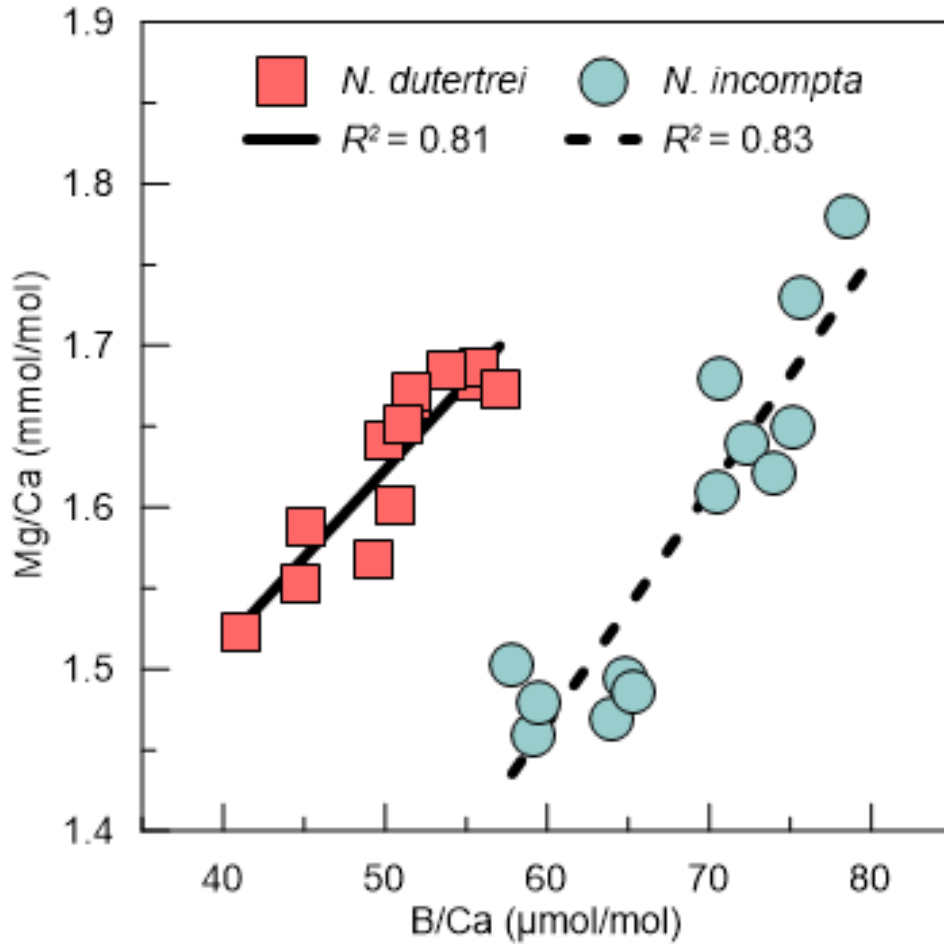 1.9
N. dutertrei N. incompta
R² = 0.81 R² = 0.83
1.8
1.7
1.6
1.5
1.4
Mg/Ca (mmol/mol)
40 50 60 70 80
B/Ca (µmol/mol)